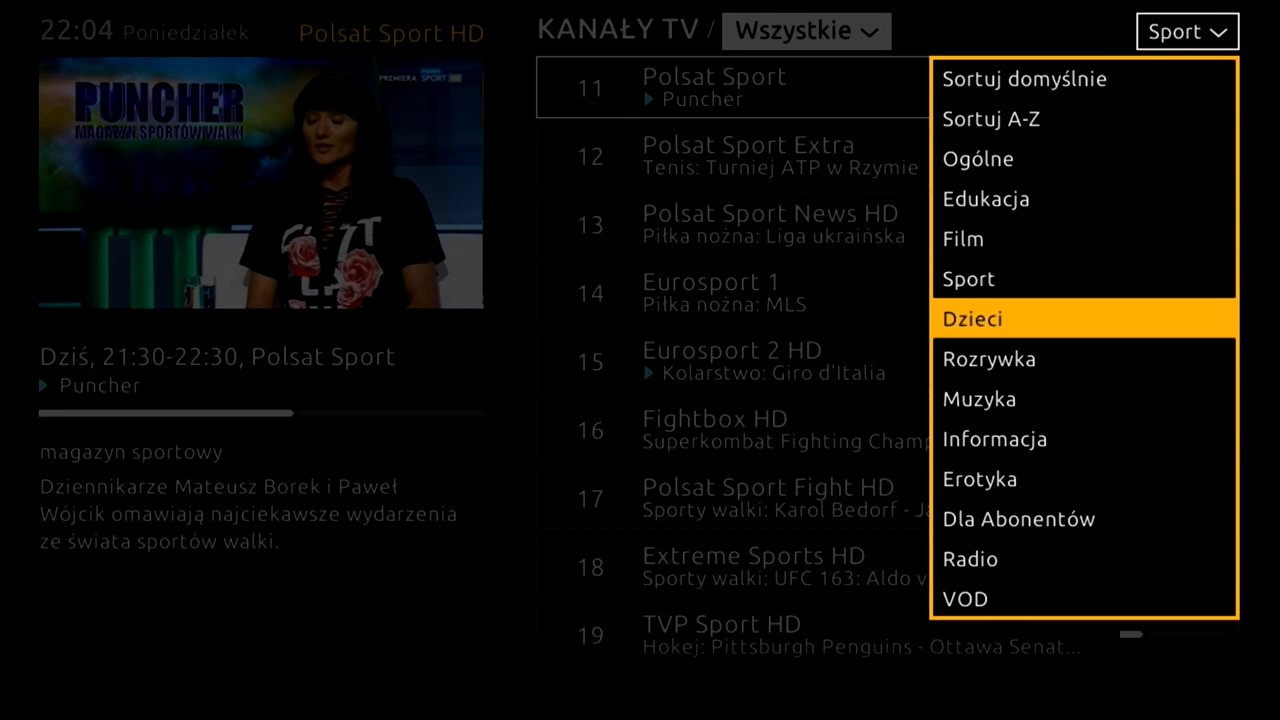 22:04 Poniedziałek
Polsat Sport HD
PUNCHER
MAGAZYN SPORTÓW WALKI
PREMIERA SPORT HD
Dziś, 21:30-22:30, Polsat Sport
Puncher
magazyn sportowy
Dziennikarze Mateusz Borek i Paweł
Wójcik omawiają najciekawsze wydarzenia
ze świata sportów walki.
KANAŁY TV / Wszystkie
Sport
11 Polsat Sport
Puncher
12 Polsat Sport Extra
Tenis: Turniej ATP w Rzymie
13 Polsat Sport News HD
Piłka nożna: Liga ukraińska
14 Eurosport 1
Piłka nożna: MLS
15 Eurosport 2 HD
Kolarstwo: Giro d'Italia
16 Fightbox HD
Superkombat Fighting Champ
17 Polsat Sport Fight HD
Sporty walki: Karol Bedorf - Ja
18 Extreme Sports HD
Sporty walki: UFC 163: Aldo v
19 TVP Sport HD
Hokej: Pittsburgh Penguins - Ottawa Senat...
Sortuj domyślnie
Sortuj A-Z
Ogólne
Edukacja
Film
Sport
Dzieci
Rozrywka
Muzyka
Informacja
Erotyka
Dla Abonentów
Radio
VOD